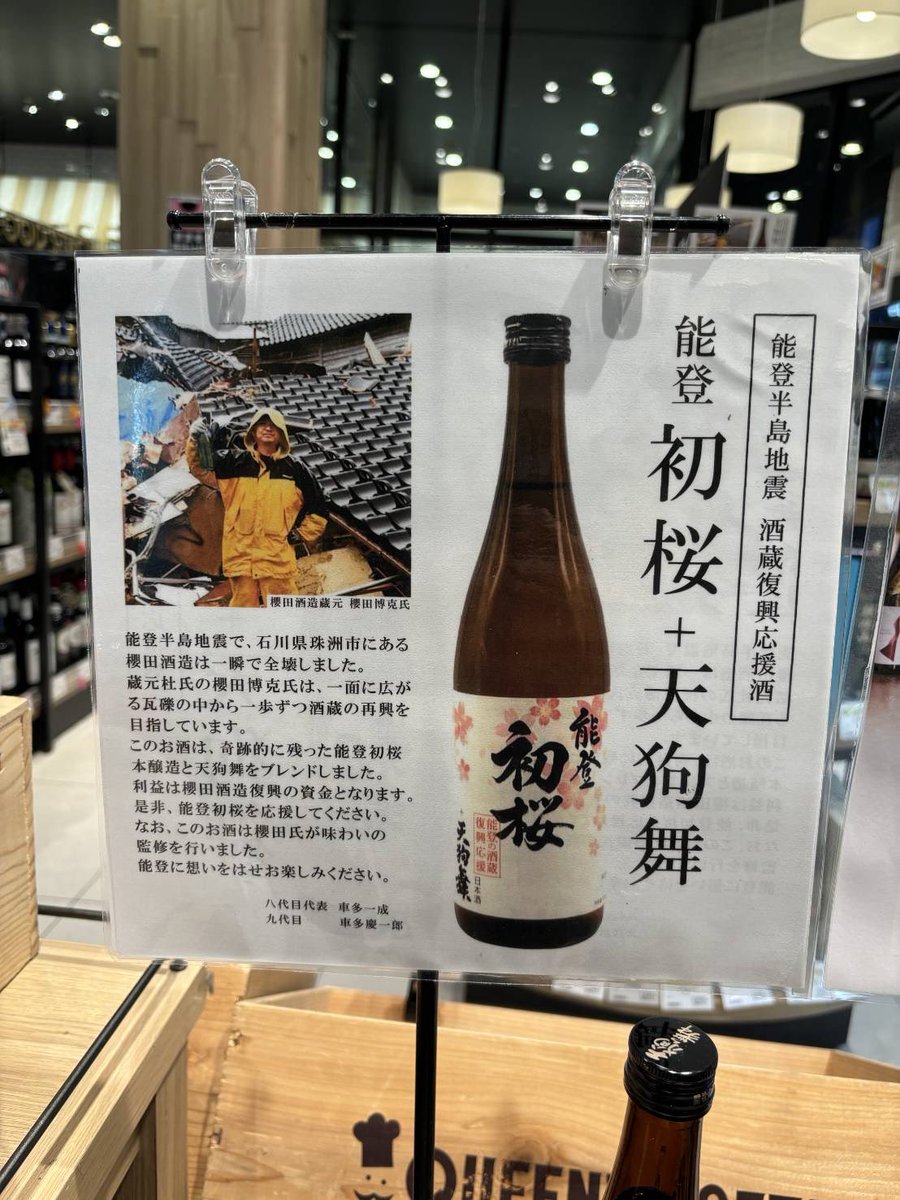 能登半島地震 酒蔵復興応援酒
能登 初桜+天狗舞
櫻田酒造蔵元 櫻田博克氏
能登半島地震で、石川県珠洲市にある
櫻田酒造は一瞬で全壊しました。
蔵元杜氏の櫻田博克氏は、一面に広が
る瓦礫の中から一歩ずつ酒蔵の再興を
目指しています。
このお酒は、奇跡的に残った能登初桜
本醸造と天狗舞をブレンドしました。
利益は櫻田酒造復興の資金となります。
是非、能登初桜を応援してください。
なお、このお酒は櫻田氏が味わいの
監修を行いました。
能登に想いをはせお楽しみください。
八代目代表 車多一成
九代目 車多慶一郎
能登
初桜
能登の酒蔵
復興応援
日本酒
+天狗舞
QUEEN'